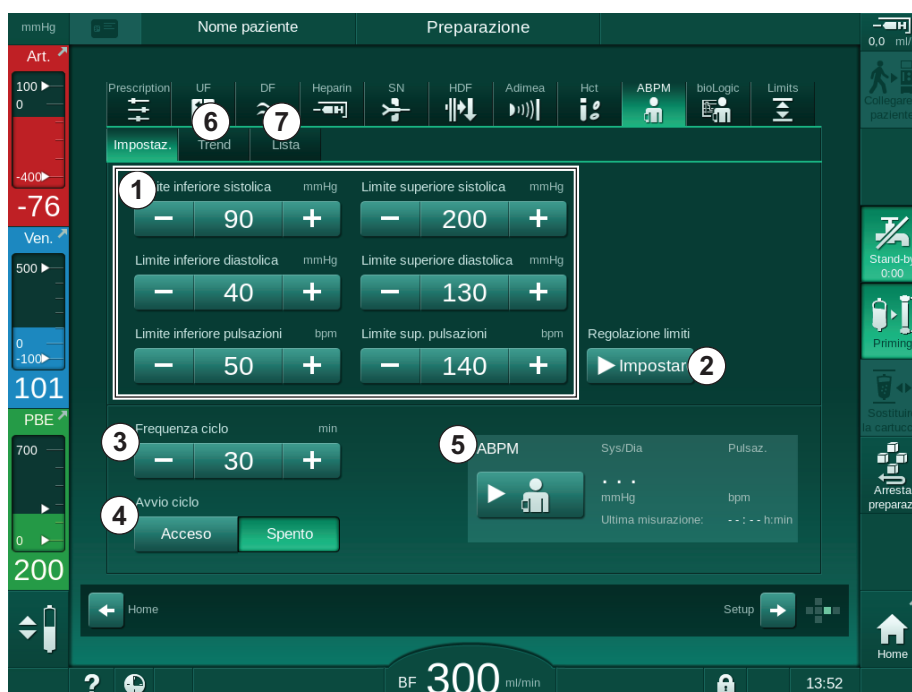 mmHg
Nome paziente
Preparazione
0,0 ml/
Art.
100
0
-400
-76
Ven.
500
0
-100
101
PBE
700
0
200
Prescription
UF
DF
Heparin
SN
HDF
Adimea
Hct
ABPM
bioLogic
Limits
6
7
Impostaz.
Trend
Lista
1
ite inferiore sistolica mmHg
Limite superiore sistolica mmHg
− 90 +
− 200 +
Limite inferiore diastolica mmHg
Limite superiore diastolica mmHg
− 40 +
− 130 +
Limite inferiore pulsazioni bpm
Limite sup. pulsazioni bpm
− 50 +
− 140 +
Regolazione limiti
Impostar
2
3
Frequenza ciclo min
− 30 +
4
Avvio ciclo
Acceso
Spento
5
ABPM
Sys/Dia
Pulsaz.
. . .
mmHg
bpm
Ultima misurazione: --:-- h:min
Home
Setup
Collegare
paziente
Stand-by
0:00
Priming
Sostituir
la cartucc
Arresta
preparaz
Home
?
BF 300 ml/min
13:52